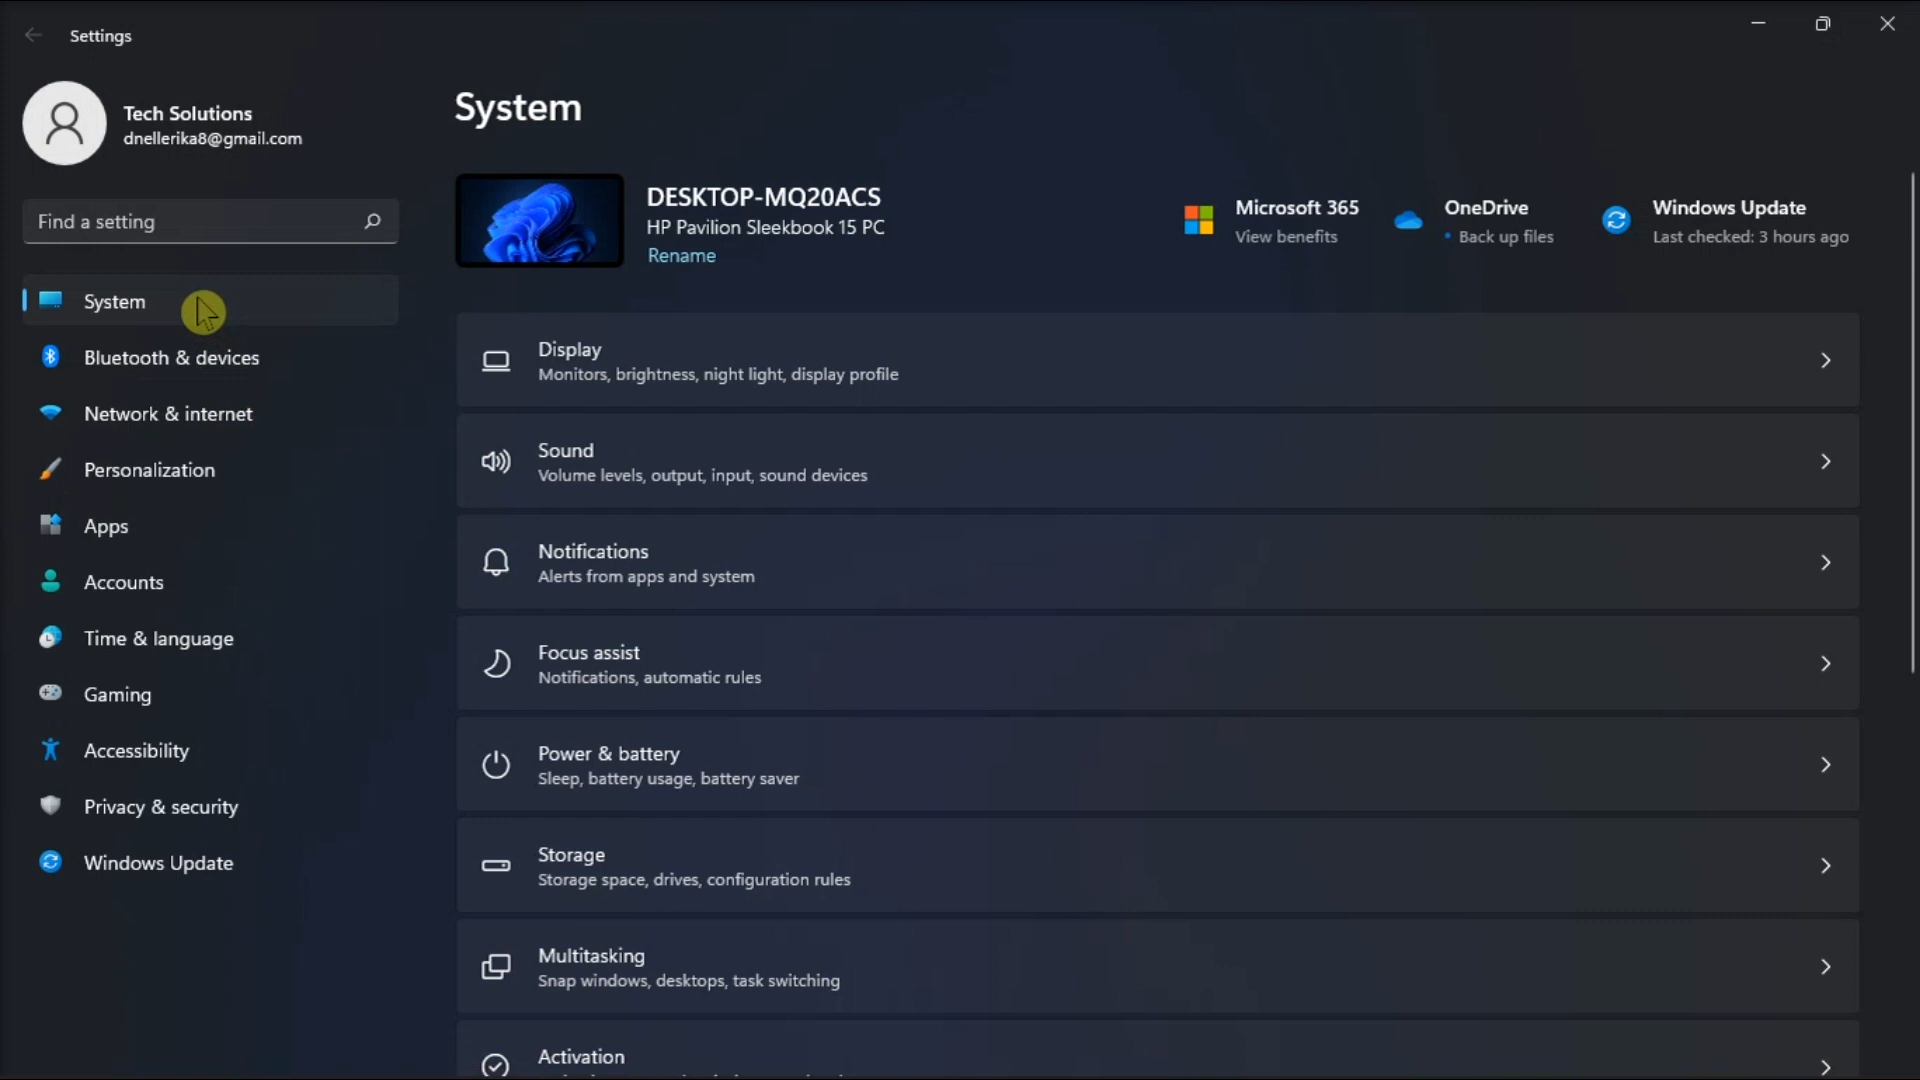 Settings
Tech Solutions
dnellerika8@gmail.com
Find a setting
System
Bluetooth & devices
Network & internet
Personalization
Apps
Accounts
Time & language
Gaming
Accessibility
Privacy & security
Windows Update
System
DESKTOP-MQ20ACS
HP Pavilion Sleekbook 15 PC
Rename
Microsoft 365
View benefits
OneDrive
• Back up files
Windows Update
Last checked: 3 hours ago
Display
Monitors, brightness, night light, display profile
Sound
Volume levels, output, input, sound devices
Notifications
Alerts from apps and system
Focus assist
Notifications, automatic rules
Power & battery
Sleep, battery usage, battery saver
Storage
Storage space, drives, configuration rules
Multitasking
Snap windows, desktops, task switching
Activation